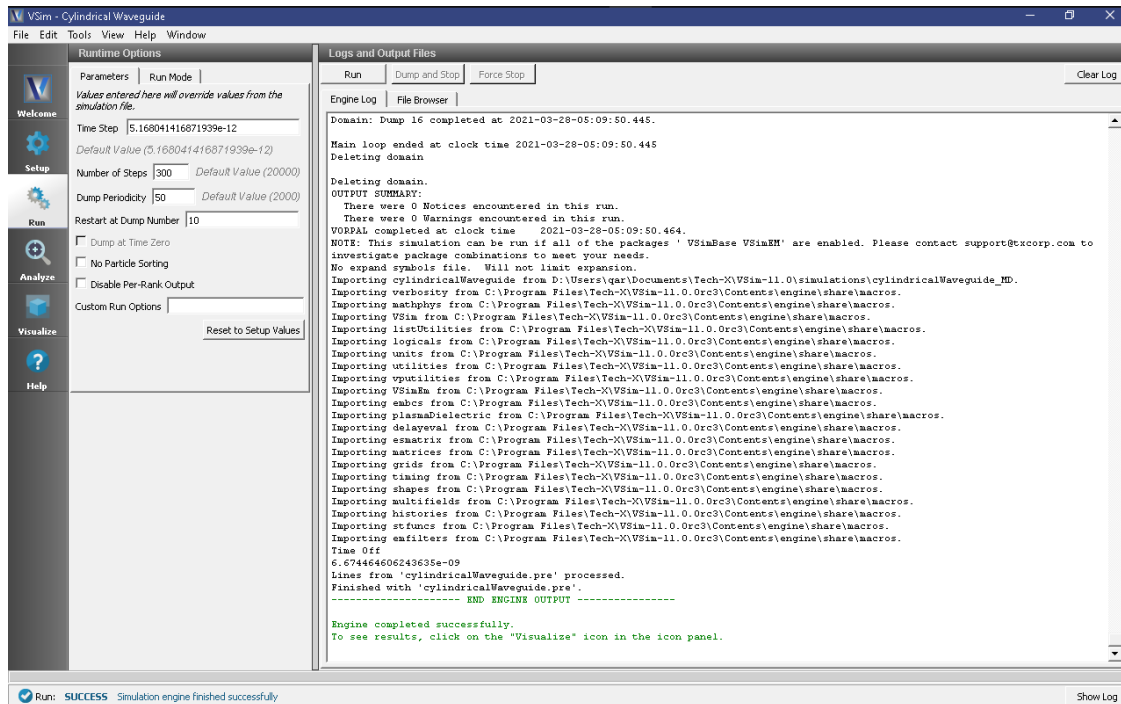 VSim - Cylindrical Waveguide
File Edit Tools View Help Window
Welcome
Setup
Run
Analyze
Visualize
Help
Runtime Options
Parameters
Run Mode
Values entered here will override values from the
simulation file.
Time Step 5.168041416871939e-12
Default Value (5.168041416871939e-12)
Number of Steps 300 Default Value (20000)
Dump Periodicity 50 Default Value (2000)
Restart at Dump Number 10
Dump at Time Zero
No Particle Sorting
Disable Per-Rank Output
Custom Run Options
Reset to Setup Values
Logs and Output Files
Run Dump and Stop Force Stop Clear Log
Engine Log File Browser
Domain: Dump 16 completed at 2021-03-28-05:09:50.445.
Main loop ended at clock time 2021-03-28-05:09:50.445
Deleting domain
Deleting domain.
OUTPUT SUMMARY:
There were 0 Notices encountered in this run.
There were 0 Warnings encountered in this run.
VORPAL completed at clock time 2021-03-28-05:09:50.464.
NOTE: This simulation can be run if all of the packages ' VSimBase VSimEM' are enabled. Please contact support@txcorp.com to
investigate package combinations to meet your needs.
No expand symbols file. Will not limit expansion.
Importing cylindricalWaveguide from D:\Users\qar\Documents\Tech-X\VSim-11.0\simulations\cylindricalWaveguide_MD.
Importing verbosity from C:\Program Files\Tech-X\VSim-11.0.0rc3\Contents\engine\share\macros.
Importing mathphys from C:\Program Files\Tech-X\VSim-11.0.0rc3\Contents\engine\share\macros.
Importing VSim from C:\Program Files\Tech-X\VSim-11.0.0rc3\Contents\engine\share\macros.
Importing listUtilities from C:\Program Files\Tech-X\VSim-11.0.0rc3\Contents\engine\share\macros.
Importing logicals from C:\Program Files\Tech-X\VSim-11.0.0rc3\Contents\engine\share\macros.
Importing units from C:\Program Files\Tech-X\VSim-11.0.0rc3\Contents\engine\share\macros.
Importing utilities from C:\Program Files\Tech-X\VSim-11.0.0rc3\Contents\engine\share\macros.
Importing vputilities from C:\Program Files\Tech-X\VSim-11.0.0rc3\Contents\engine\share\macros.
Importing VSimEm from C:\Program Files\Tech-X\VSim-11.0.0rc3\Contents\engine\share\macros.
Importing embcs from C:\Program Files\Tech-X\VSim-11.0.0rc3\Contents\engine\share\macros.
Importing plasmaDielectric from C:\Program Files\Tech-X\VSim-11.0.0rc3\Contents\engine\share\macros.
Importing delayeval from C:\Program Files\Tech-X\VSim-11.0.0rc3\Contents\engine\share\macros.
Importing esmatrix from C:\Program Files\Tech-X\VSim-11.0.0rc3\Contents\engine\share\macros.
Importing matrices from C:\Program Files\Tech-X\VSim-11.0.0rc3\Contents\engine\share\macros.
Importing grids from C:\Program Files\Tech-X\VSim-11.0.0rc3\Contents\engine\share\macros.
Importing timing from C:\Program Files\Tech-X\VSim-11.0.0rc3\Contents\engine\share\macros.
Importing shapes from C:\Program Files\Tech-X\VSim-11.0.0rc3\Contents\engine\share\macros.
Importing multifields from C:\Program Files\Tech-X\VSim-11.0.0rc3\Contents\engine\share\macros.
Importing histories from C:\Program Files\Tech-X\VSim-11.0.0rc3\Contents\engine\share\macros.
Importing stfuncs from C:\Program Files\Tech-X\VSim-11.0.0rc3\Contents\engine\share\macros.
Importing emfilters from C:\Program Files\Tech-X\VSim-11.0.0rc3\Contents\engine\share\macros.
Time Off
6.674464606243635e-09
Lines from 'cylindricalWaveguide.pre' processed.
Finished with 'cylindricalWaveguide.pre'.
--------------------- END ENGINE OUTPUT ----------------
Engine completed successfully.
To see results, click on the "Visualize" icon in the icon panel.
Run: SUCCESS Simulation engine finished successfully
Show Log